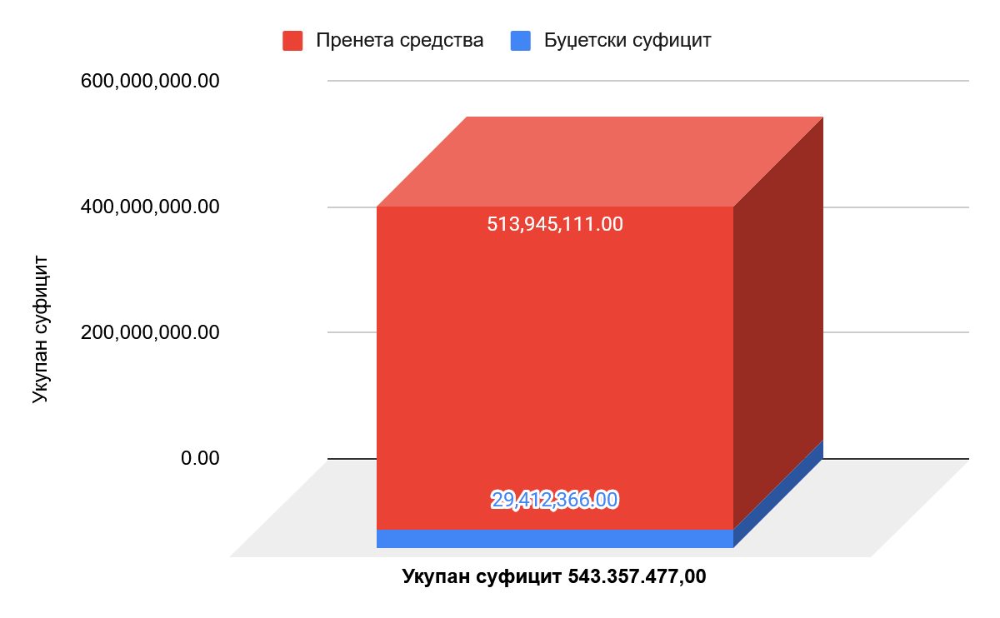 Пренета средства
Буџетски суфицит
600,000,000.00
400,000,000.00
200,000,000.00
0.00
Укупан суфицит
513,945,111.00
29,412,366.00
Укупан суфицит 543.357.477,00